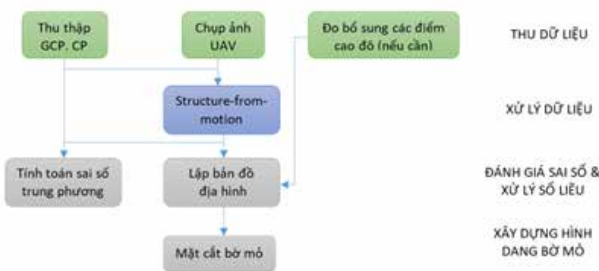 Thu thập
GCP, CP
Chụp ảnh
UAV
Đo bổ sung các điểm
cao độ (nếu cần)
THU DỮ LIỆU
Structure-from-
motion
XỬ LÝ DỮ LIỆU
Tính toán sai số
trung phương
Lập bản đồ
địa hình
ĐÁNH GIÁ SAI SỐ &
XỬ LÝ SỐ LIỆU
Mặt cắt bờ mỏ
XÂY DỰNG HÌNH
DẠNG BỜ MỎ